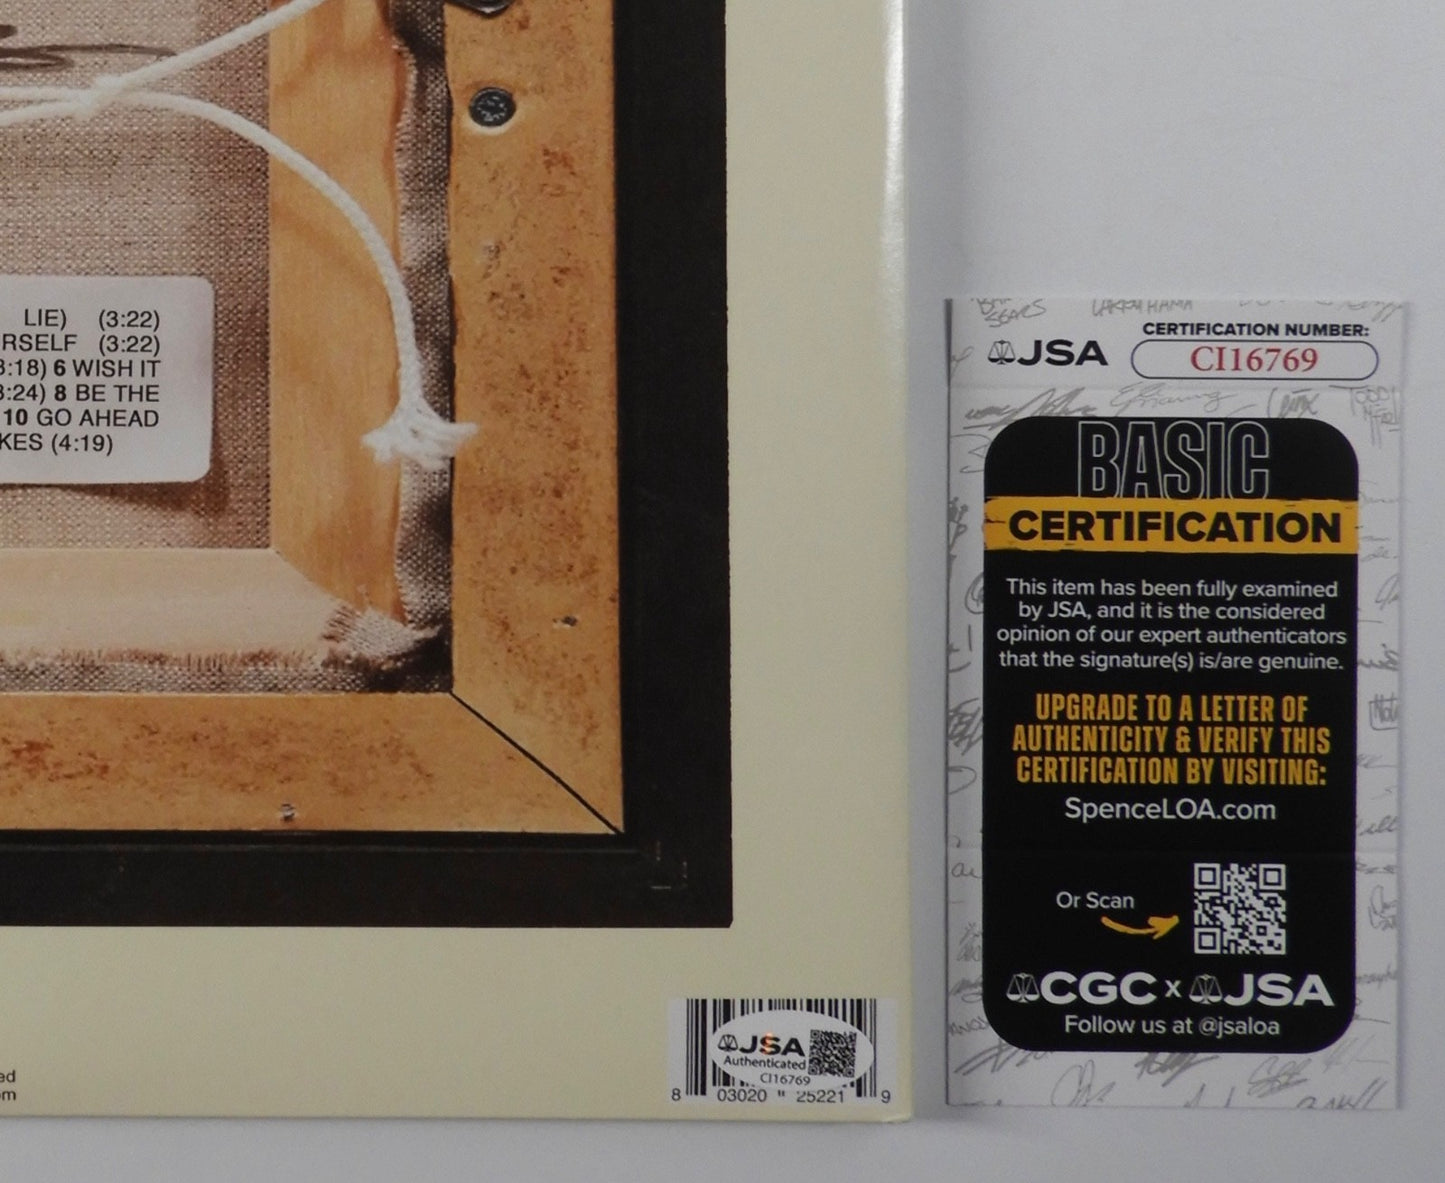 LIE) (3:22)
RSELF (3:22)
3:18) 6 WISH IT
3:24) 8 BE THE
10 GO AHEAD
KES (4:19)
ed
om
JSA
Authenticated
CI16769
8 03020 25221 9
JSA
CERTIFICATION NUMBER:
CI16769
BASIC
CERTIFICATION
This item has been fully examined
by JSA, and it is the considered
opinion of our expert authenticators
that the signature(s) is/are genuine.
UPGRADE TO A LETTER OF
AUTHENTICITY & VERIFY THIS
CERTIFICATION BY VISITING:
SpenceLOA.com
Or Scan
CGC x JSA
Follow us at @jsaloa